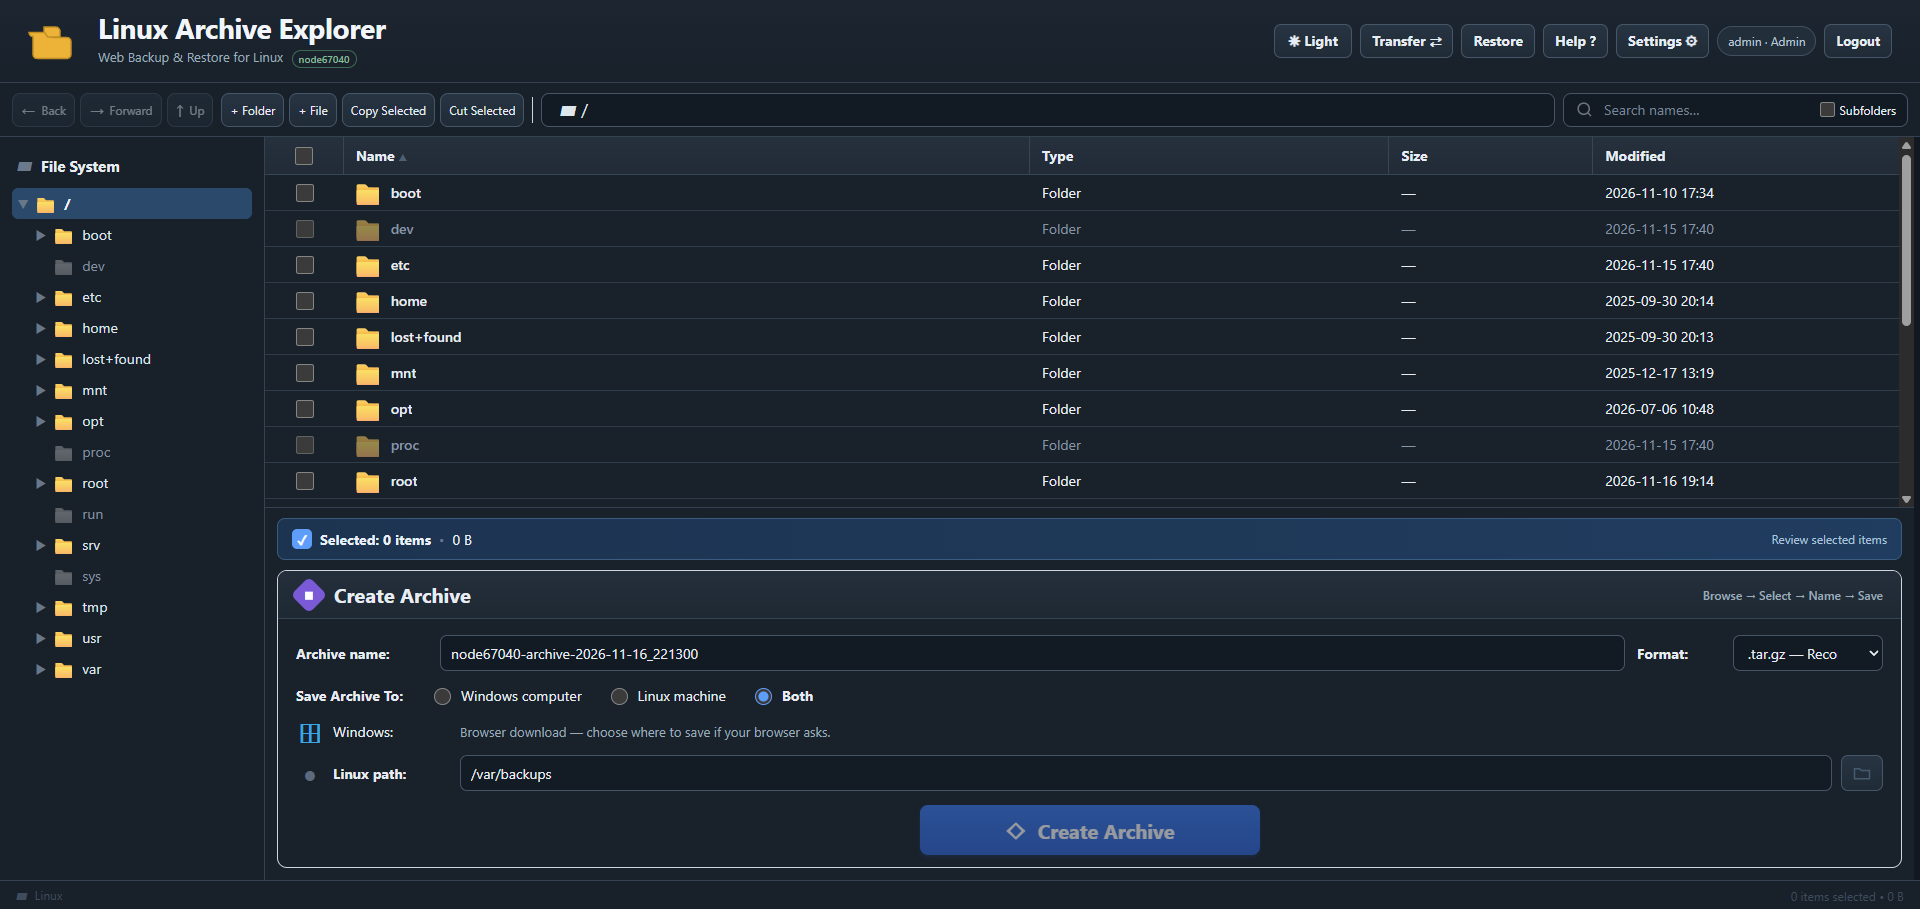 Linux Archive Explorer
Web Backup & Restore for Linux node67040
Light Transfer ⇄ Restore Help ? Settings ⚙ admin · Admin Logout
← Back → Forward ↑ Up + Folder + File Copy Selected Cut Selected / Search names... Subfolders
File System
/
boot
dev
etc
home
lost+found
mnt
opt
proc
root
run
srv
sys
tmp
usr
var
Name ▲ Type Size Modified
boot Folder — 2026-11-10 17:34
dev Folder — 2026-11-15 17:40
etc Folder — 2026-11-15 17:40
home Folder — 2025-09-30 20:14
lost+found Folder — 2025-09-30 20:13
mnt Folder — 2025-12-17 13:19
opt Folder — 2026-07-06 10:48
proc Folder — 2026-11-15 17:40
root Folder — 2026-11-16 19:14
Selected: 0 items • 0 B Review selected items
Create Archive Browse → Select → Name → Save
Archive name: node67040-archive-2026-11-16_221300 Format: .tar.gz — Reco
Save Archive To: Windows computer Linux machine Both
Windows: Browser download — choose where to save if your browser asks.
Linux path: /var/backups
Create Archive
Linux 0 items selected • 0 B